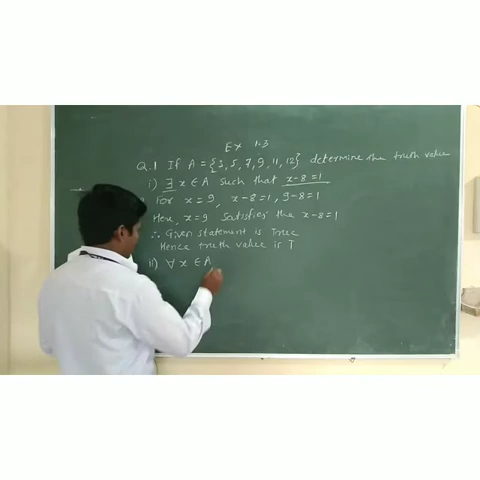 Ex 1.3
Q.1 If A = {3, 5, 7, 9, 11, 12} determine the truth value
i) ∃ x ∈ A such that x-8=1
For x = 9, x-8=1, 9-8=1
Here, x=9 satisfies the x-8=1
∴ Given statement is True
Hence truth value is T
ii) ∀ x ∈ A